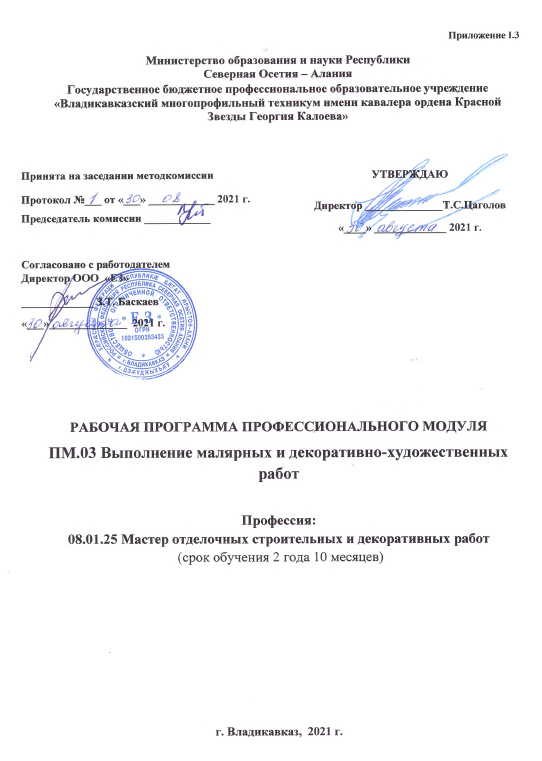 Приложение I.3
Министерство образования и науки Республики
Северная Осетия – Алания
Государственное бюджетное профессиональное образовательное учреждение
«Владикавказский многопрофильный техникум имени кавалера ордена Красной
Звезды Георгия Калоева»
Принята на заседании методкомиссии
УТВЕРЖДАЮ
Протокол № 1 от «30» 08 2021 г.
Директор Т.С.Цаголов
Председатель комиссии
«30» августа 2021 г.
Согласовано с работодателем
Директор ООО «ЕЗ»
З.Т. Баскаев
«30» августа 2021 г.
ЕЗ
ОГРН
РАБОЧАЯ ПРОГРАММА ПРОФЕССИОНАЛЬНОГО МОДУЛЯ
ПМ.03 Выполнение малярных и декоративно-художественных
работ
Профессия:
08.01.25 Мастер отделочных строительных и декоративных работ
(срок обучения 2 года 10 месяцев)
г. Владикавказ, 2021 г.